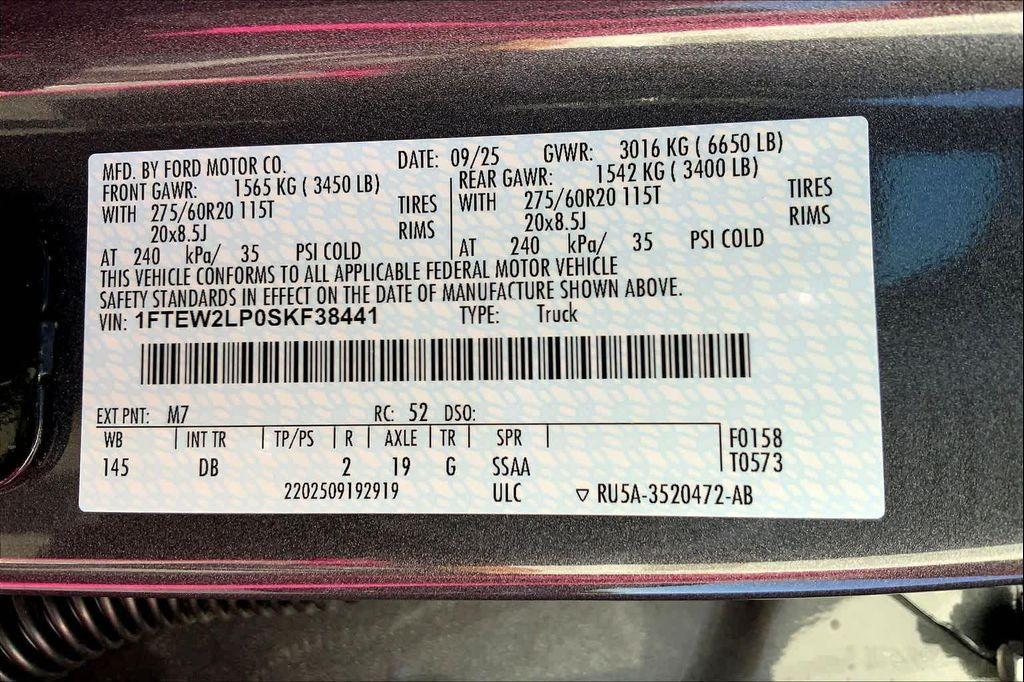 MFD. BY FORD MOTOR CO. DATE: 09/25 GVWR: 3016 KG ( 6650 LB)
FRONT GAWR: 1565 KG ( 3450 LB) REAR GAWR: 1542 KG ( 3400 LB)
WITH 275/60R20 115T TIRES WITH 275/60R20 115T TIRES
20x8.5J RIMS 20x8.5J RIMS
AT 240 kPa/ 35 PSI COLD AT 240 kPa/ 35 PSI COLD
THIS VEHICLE CONFORMS TO ALL APPLICABLE FEDERAL MOTOR VEHICLE
SAFETY STANDARDS IN EFFECT ON THE DATE OF MANUFACTURE SHOWN ABOVE.
VIN: 1FTEW2LP0SKF38441 TYPE: Truck
EXT PNT: M7 RC: 52 DSO:
WB INT TR TP/PS R AXLE TR SPR F0158
145 DB 2 19 G SSAA T0573
2202509192919 ULC ▽ RU5A-3520472-AB